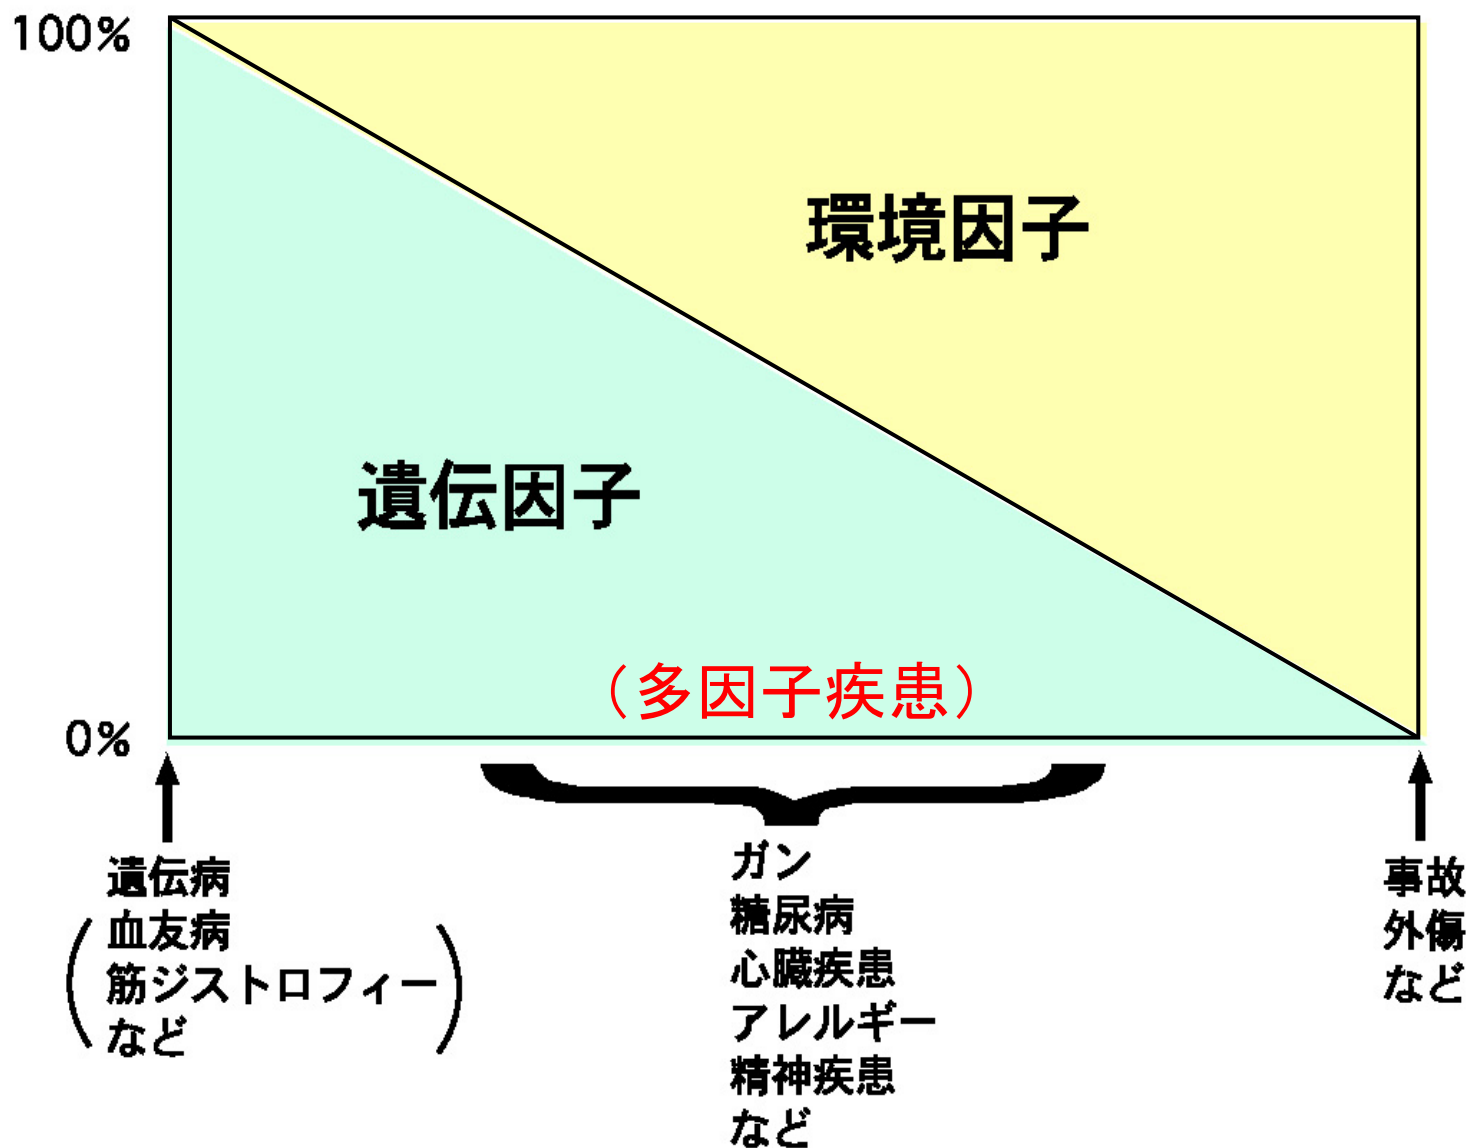 100%
環境因子
遺伝因子
（多因子疾患）
0%
遺伝病
血友病
筋ジストロフィー
など
ガン
糖尿病
心臓疾患
アレルギー
精神疾患
など
事故
外傷
など